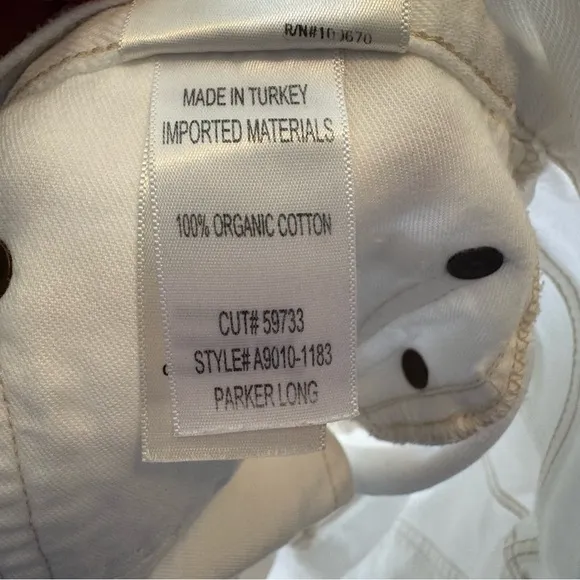 MADE IN TURKEY
IMPORTED MATERIALS
100% ORGANIC COTTON
CUT# 59733
STYLE# A9010-1183
PARKER LONG